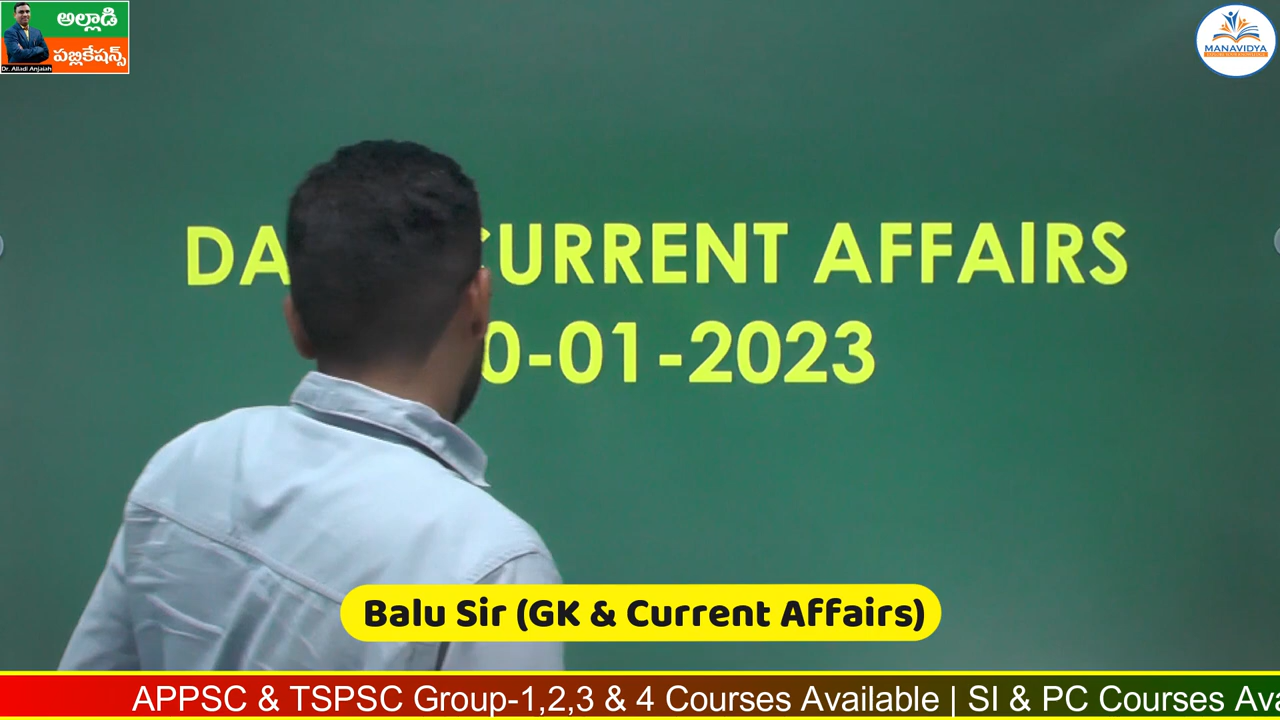 అల్లాడి
పబ్లికేషన్స్
Dr. Alladi Anjaiah
MANAVIDYA
DA CURRENT AFFAIRS
0-01-2023
Balu Sir (GK & Current Affairs)
APPSC & TSPSC Group-1,2,3 & 4 Courses Available | SI & PC Courses Ava